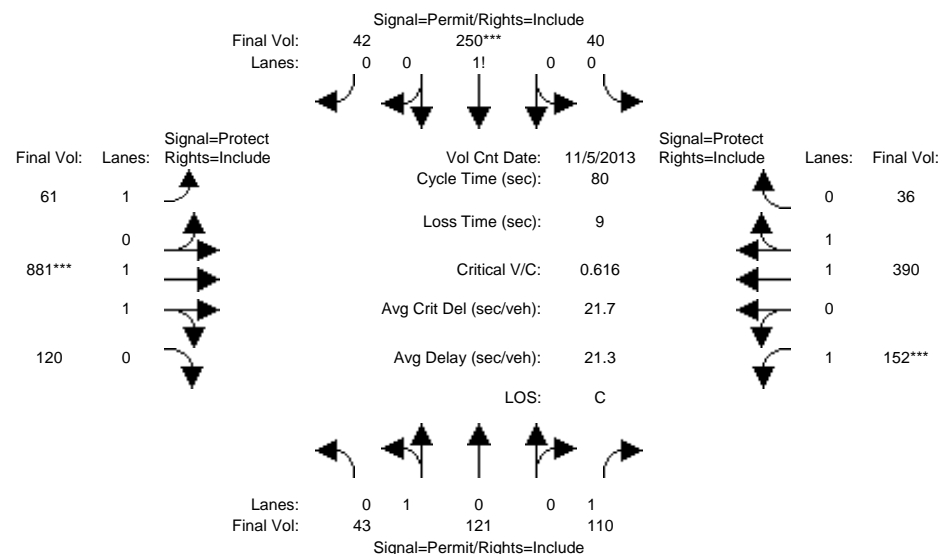 Signal=Permit/Rights=Include
Final Vol: 42 250*** 40
Lanes: 0 0 1! 0 0
Signal=Protect Signal=Protect
Final Vol: Lanes: Rights=Include Vol Cnt Date: 11/5/2013 Rights=Include Lanes: Final Vol:
Cycle Time (sec): 80
61 1 0 36
Loss Time (sec): 9
0 1
881*** 1 Critical V/C: 0.616 1 390
1 Avg Crit Del (sec/veh): 21.7 0
120 0 Avg Delay (sec/veh): 21.3 1 152***
LOS: C
Lanes: 0 1 0 0 1
Final Vol: 43 121 110
Signal=Permit/Rights=Include